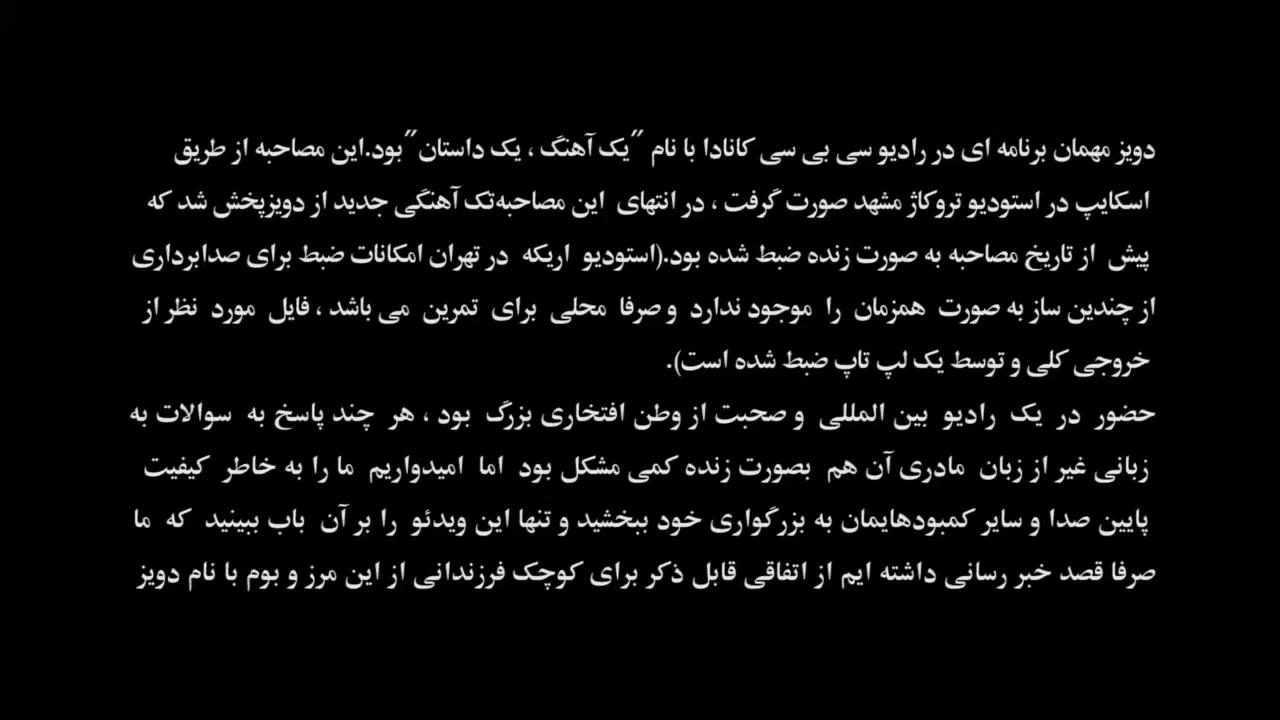 دویز مهمان برنامه ای در رادیو سی بی سی کانادا با نام "یک آهنگ ، یک داستان"بود.این مصاحبه از طریق
اسکایپ در استودیو تروکاژ مشهد صورت گرفت ، در انتهای این مصاحبه‌تک آهنگی جدید از دویزپخش شد که
پیش از تاریخ مصاحبه به صورت زنده ضبط شده بود.(استودیو اریکه در تهران امکانات ضبط برای صدابرداری
از چندین ساز به صورت همزمان را موجود ندارد و صرفا محلی برای تمرین می باشد ، فایل مورد نظر از
خروجی کلی و توسط یک لپ تاپ ضبط شده است).
حضور در یک رادیو بین المللی و صحبت از وطن افتخاری بزرگ بود ، هر چند پاسخ به سوالات به
زبانی غیر از زبان مادری آن هم بصورت زنده کمی مشکل بود اما امیدواریم ما را به خاطر کیفیت
پایین صدا و سایر کمبودهایمان به بزرگواری خود ببخشید و تنها این ویدئو را بر آن باب ببینید که ما
صرفا قصد خبر رسانی داشته ایم از اتفاقی قابل ذکر برای کوچک فرزندانی از این مرز و بوم با نام دویز